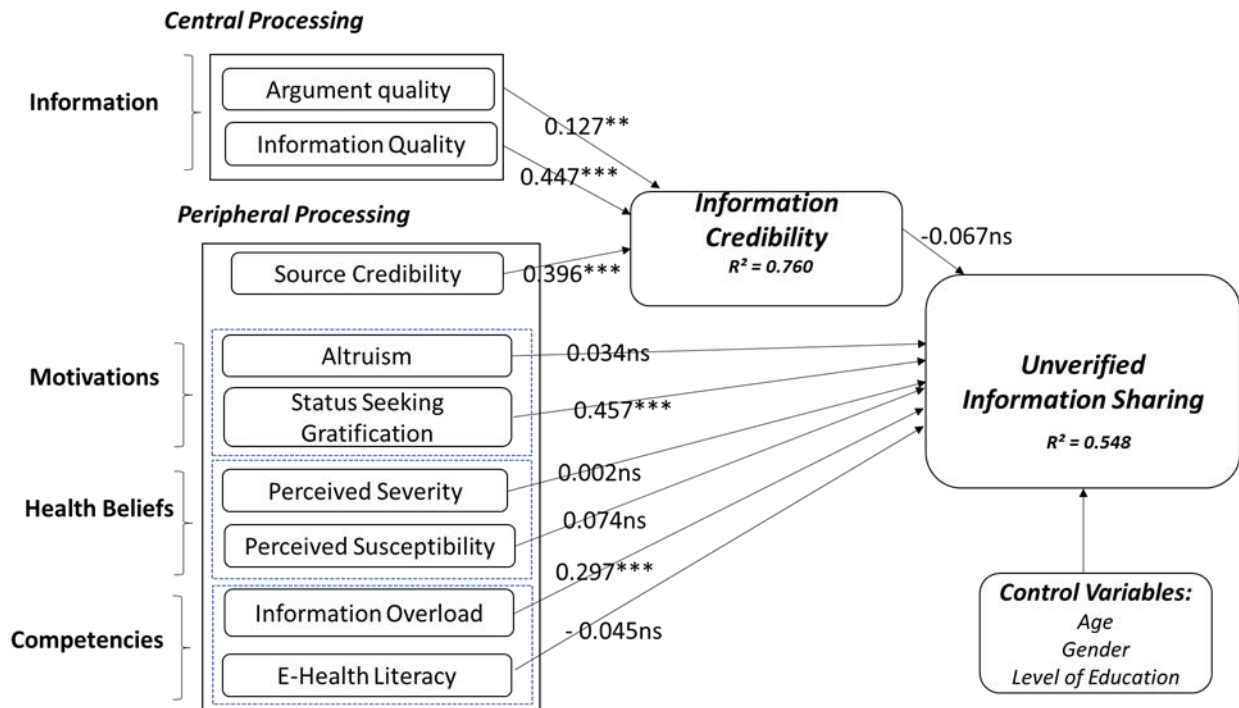 Central Processing
Information
Argument quality
Information Quality
0.127**
0.447***
Peripheral Processing
Source Credibility
0.396***
Information
Credibility
R² = 0.760
-0.067ns
Motivations
Altruism
0.034ns
Status Seeking
Gratification
0.457***
Unverified
Information Sharing
R² = 0.548
Health Beliefs
Perceived Severity
0.002ns
Perceived Susceptibility
0.074ns
Competencies
Information Overload
0.297***
E-Health Literacy
- 0.045ns
Control Variables:
Age
Gender
Level of Education